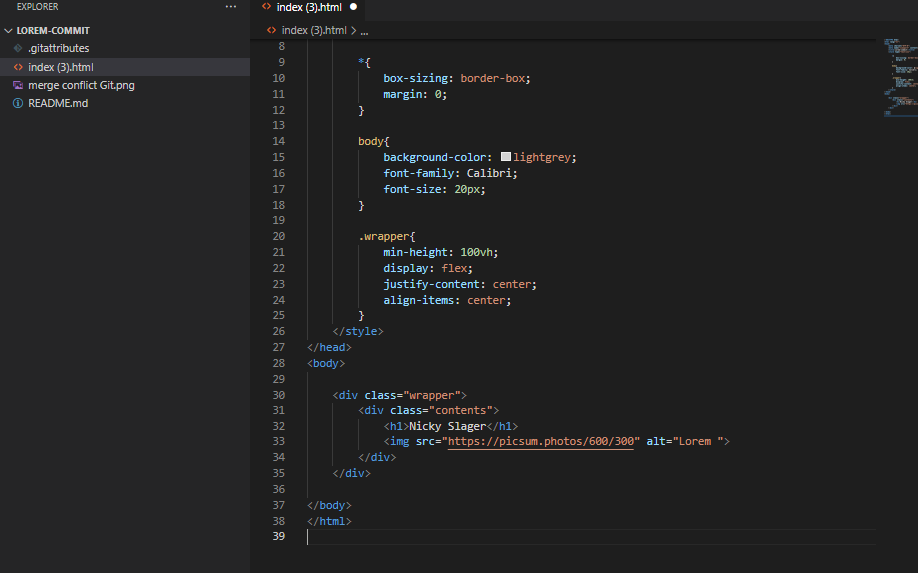 EXPLORER
···
LOREM-COMMIT
.gitattributes
index (3).html
merge conflict Git.png
README.md
index (3).html
index (3).html > ...
8
9 *{
10 box-sizing: border-box;
11 margin: 0;
12 }
13
14 body{
15 background-color: lightgrey;
16 font-family: Calibri;
17 font-size: 20px;
18 }
19
20 .wrapper{
21 min-height: 100vh;
22 display: flex;
23 justify-content: center;
24 align-items: center;
25 }
26 </style>
27 </head>
28 <body>
29
30 <div class="wrapper">
31 <div class="contents">
32 <h1>Nicky Slager</h1>
33 <img src="https://picsum.photos/600/300" alt="Lorem ">
34 </div>
35 </div>
36
37 </body>
38 </html>
39